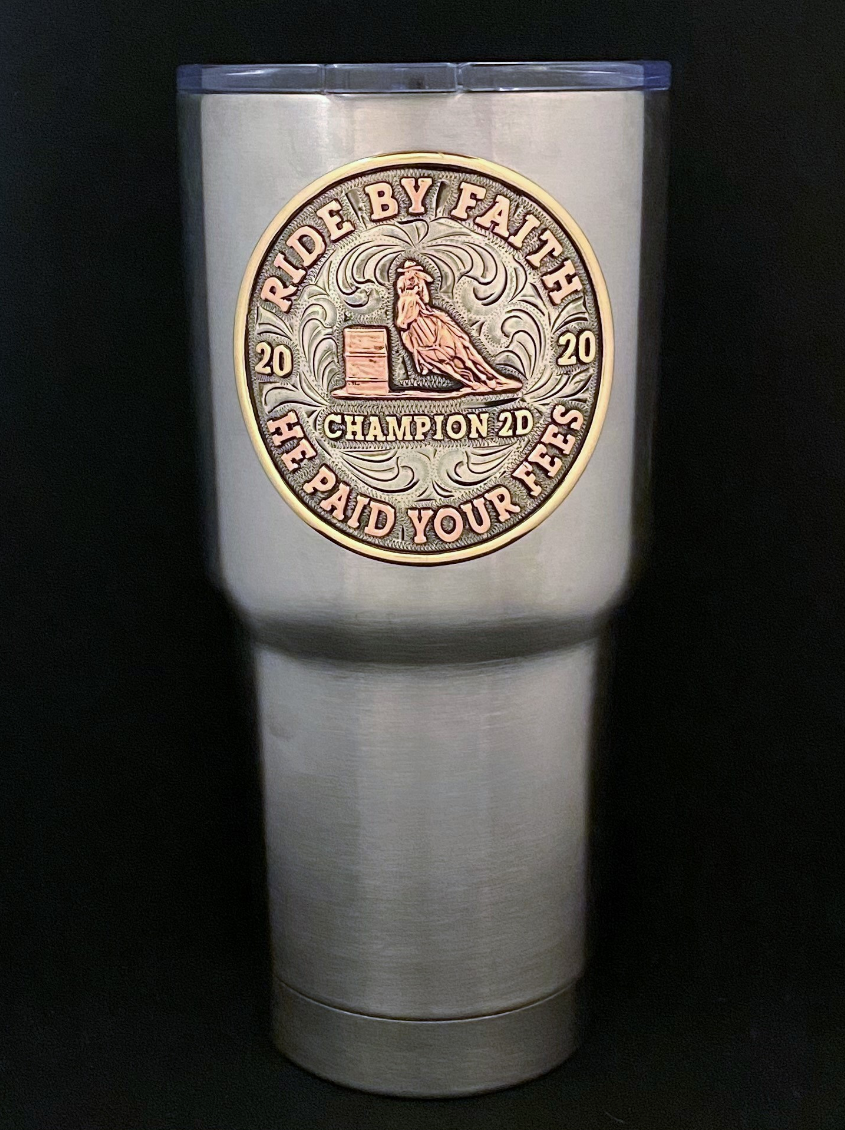 RIDE BY FAITH
20 20
CHAMPION 2D
HE PAID YOUR FEES